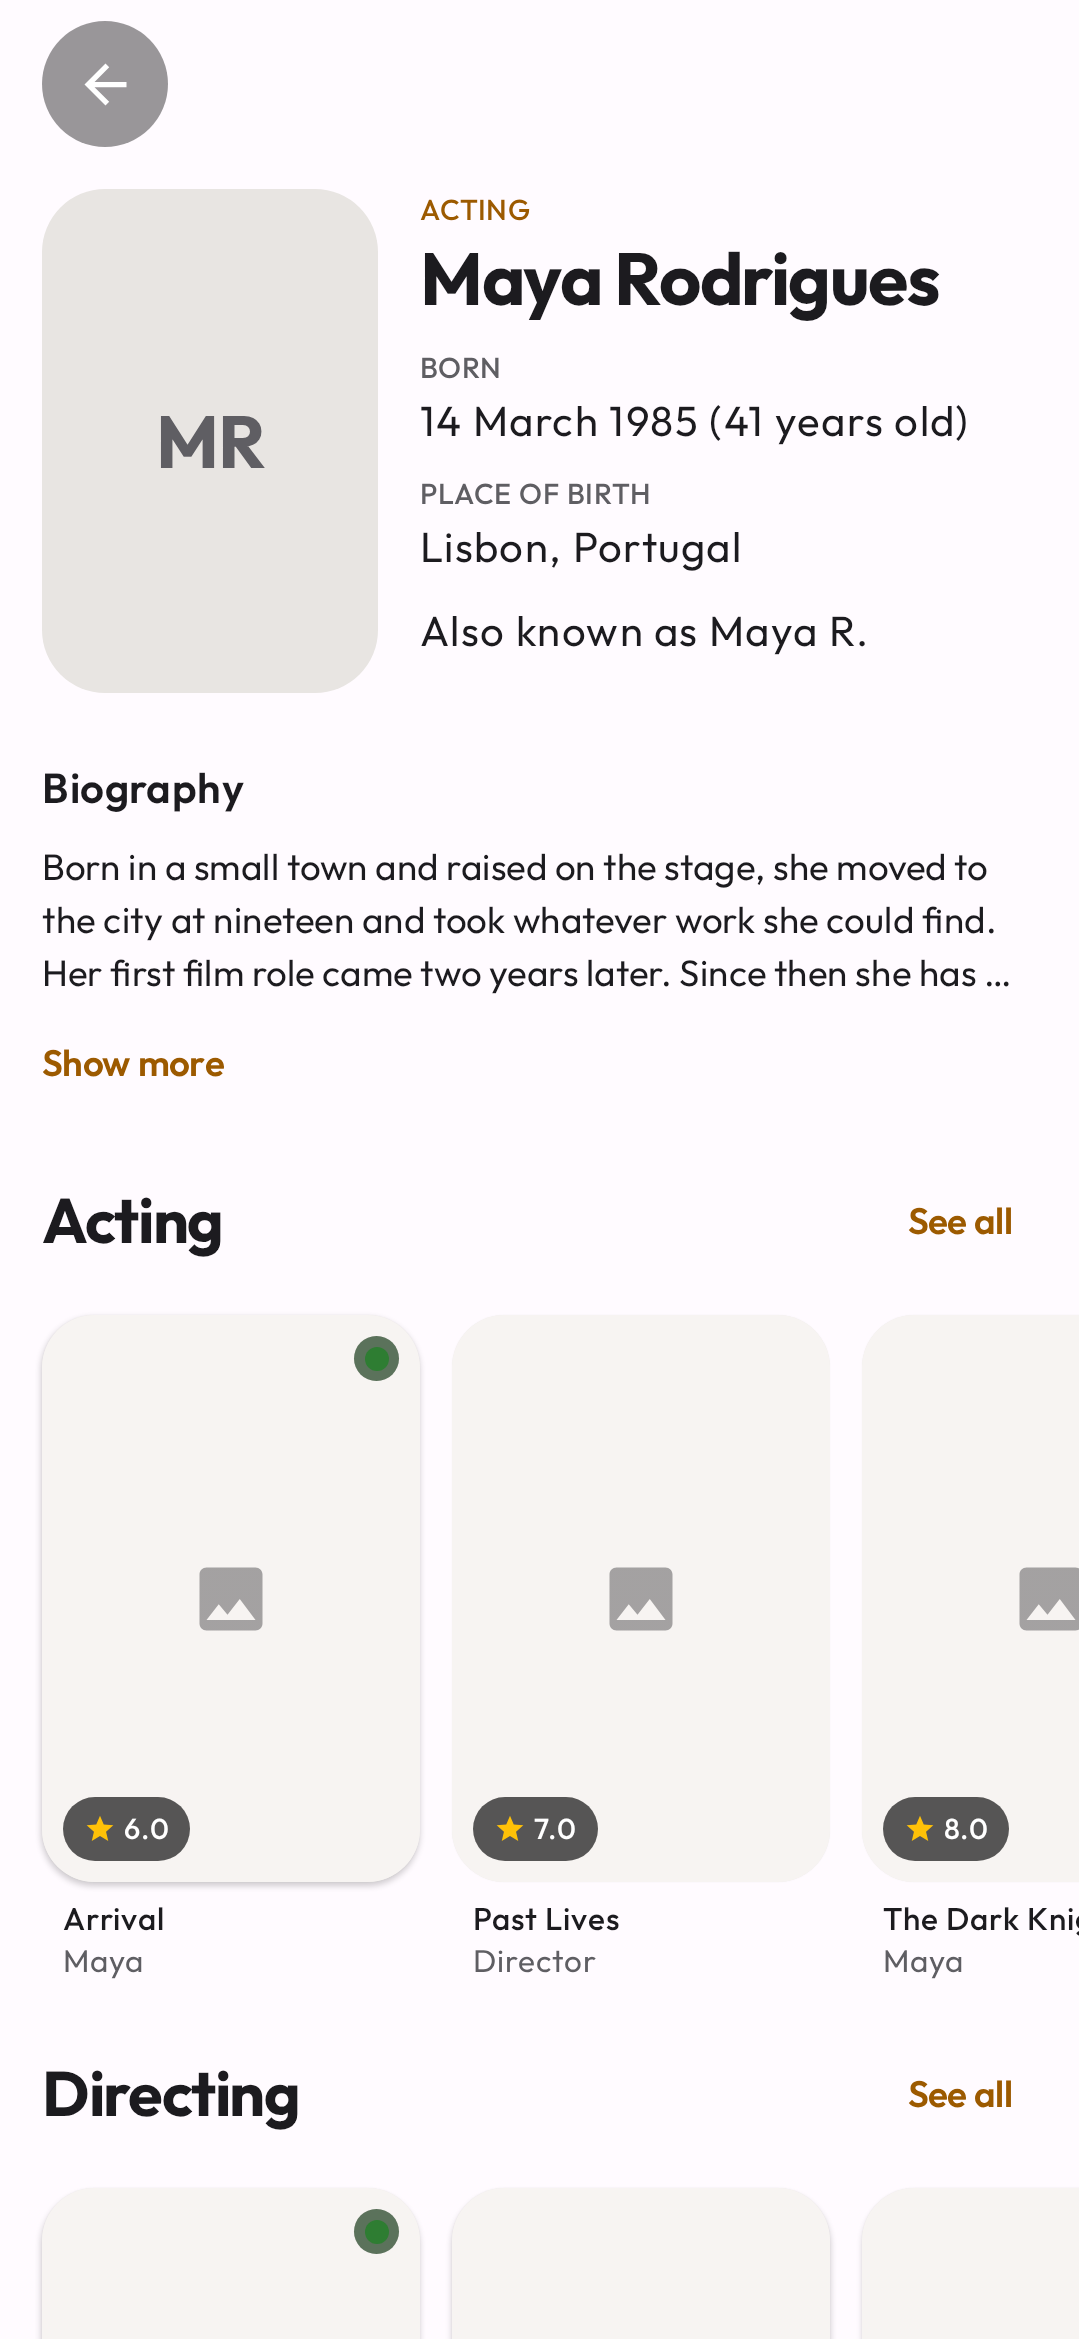 ACTING
Maya Rodrigues
BORN
14 March 1985 (41 years old)
PLACE OF BIRTH
Lisbon, Portugal
Also known as Maya R.
MR
Biography
Born in a small town and raised on the stage, she moved to
the city at nineteen and took whatever work she could find.
Her first film role came two years later. Since then she has ...
Show more
Acting
See all
6.0
7.0
8.0
Arrival
Past Lives
The Dark
Maya
Director
Maya
Directing
See all